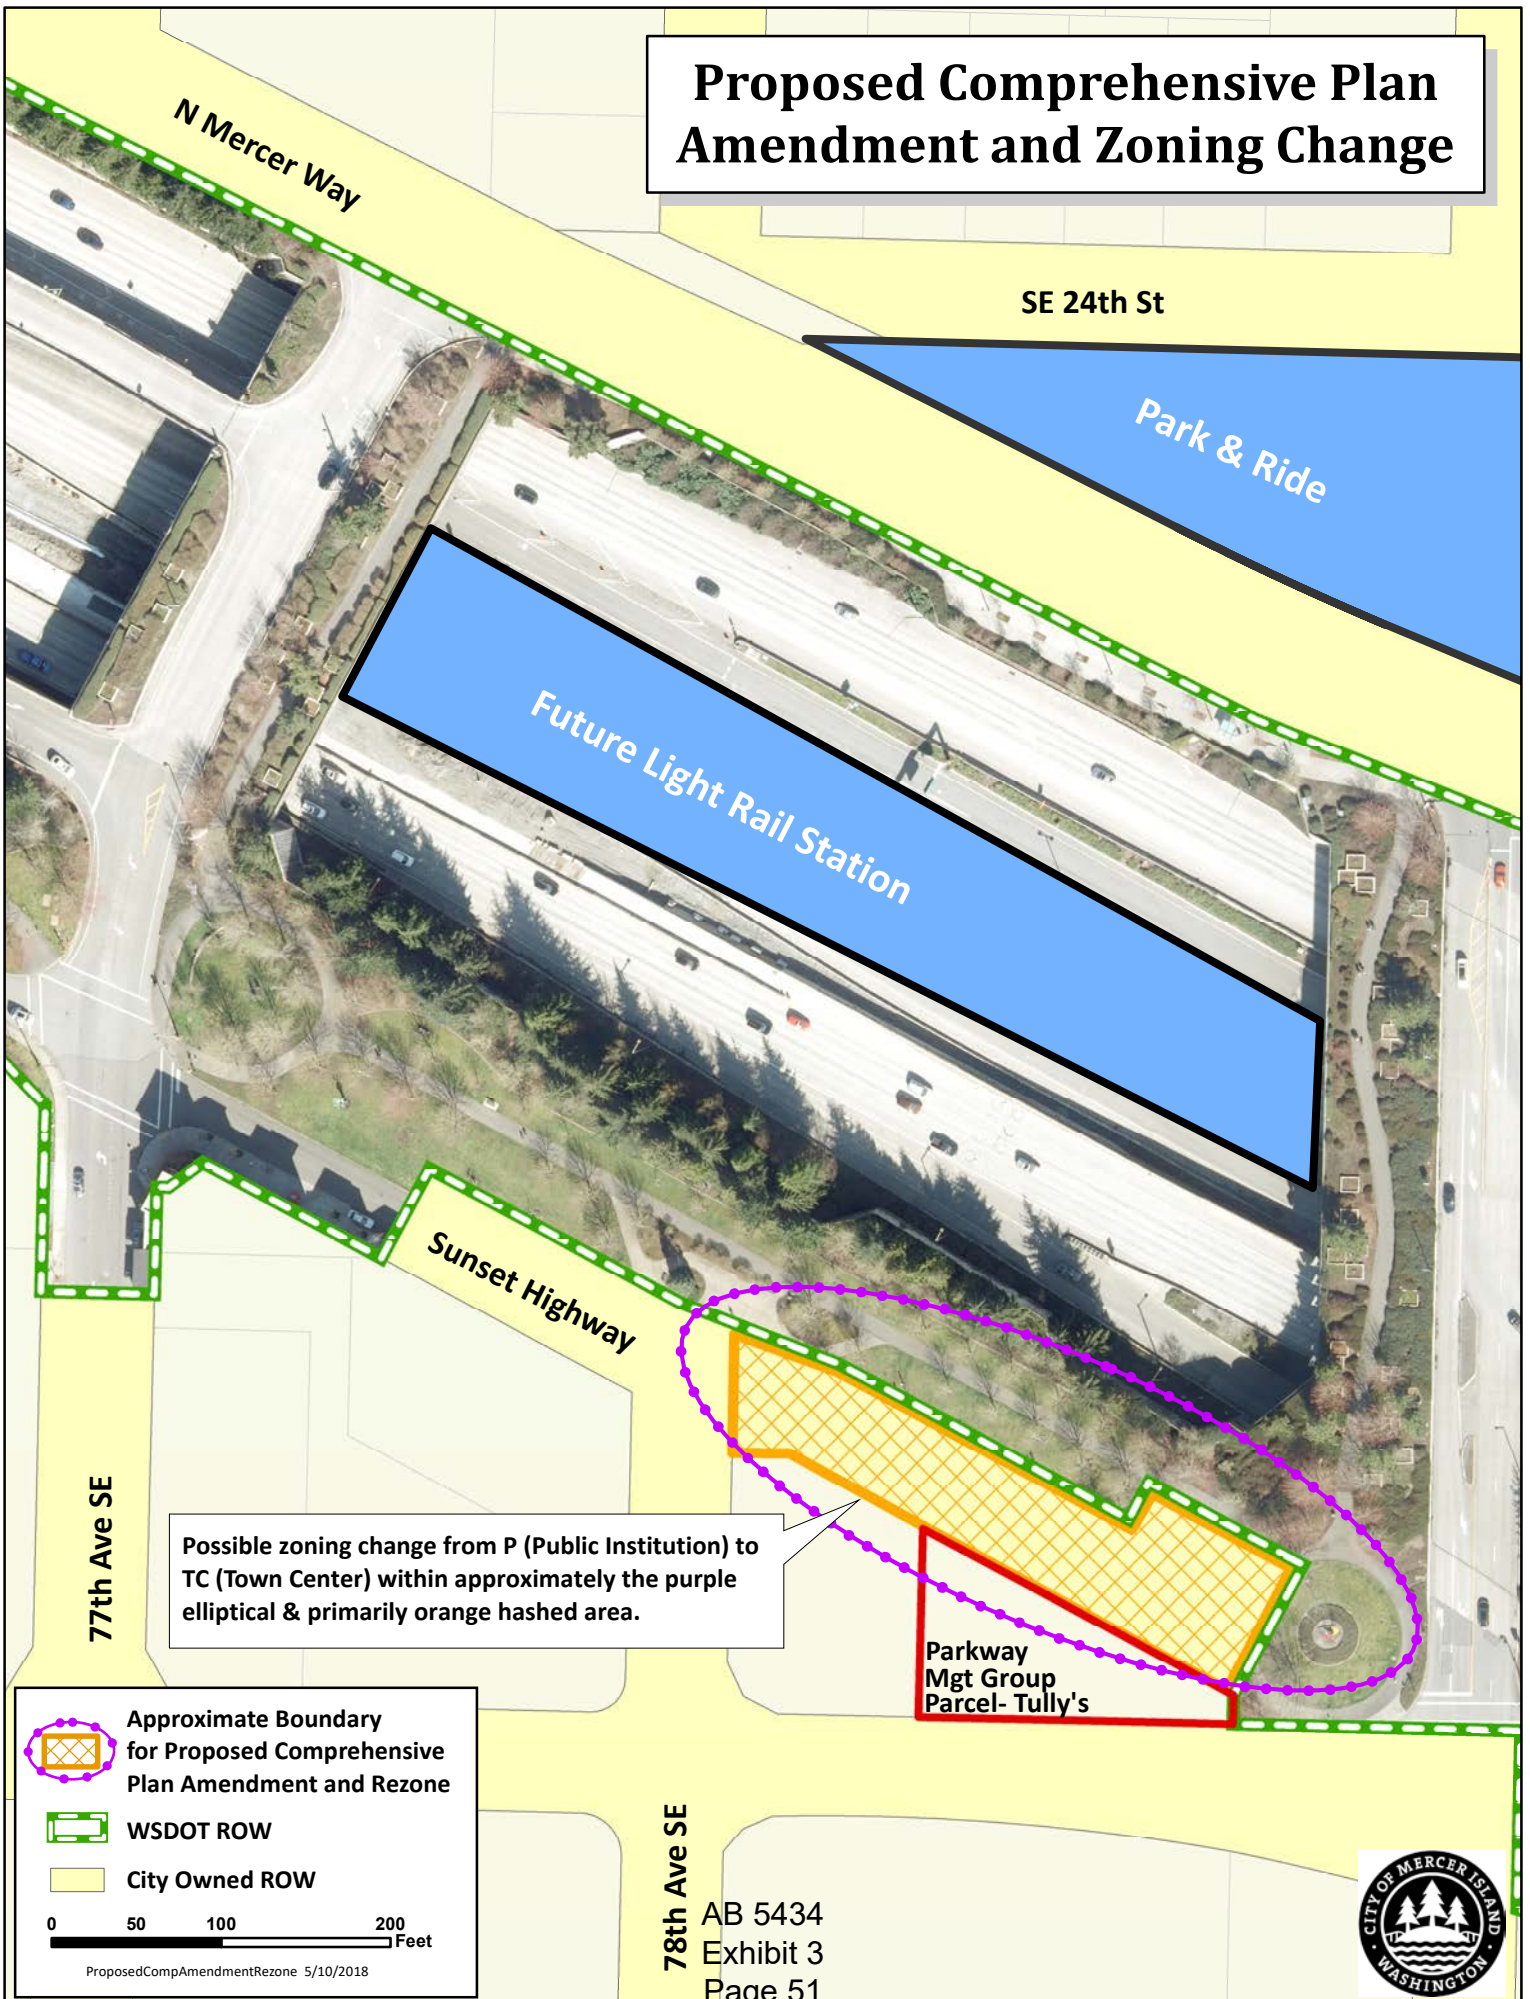 Proposed Comprehensive Plan
Amendment and Zoning Change
N Mercer Way
SE 24th St
Park & Ride
Future Light Rail Station
Sunset Highway
77th Ave SE
Possible zoning change from P (Public Institution) to
TC (Town Center) within approximately the purple
elliptical & primarily orange hashed area.
Parkway
Mgt Group
Parcel- Tully's
Approximate Boundary
for Proposed Comprehensive
Plan Amendment and Rezone
WSDOT ROW
City Owned ROW
0 50 100 200
Feet
ProposedCompAmendmentRezone 5/10/2018
78th Ave SE
AB 5434
Exhibit 3
Page 51
CITY OF MERCER ISLAND
WASHINGTON